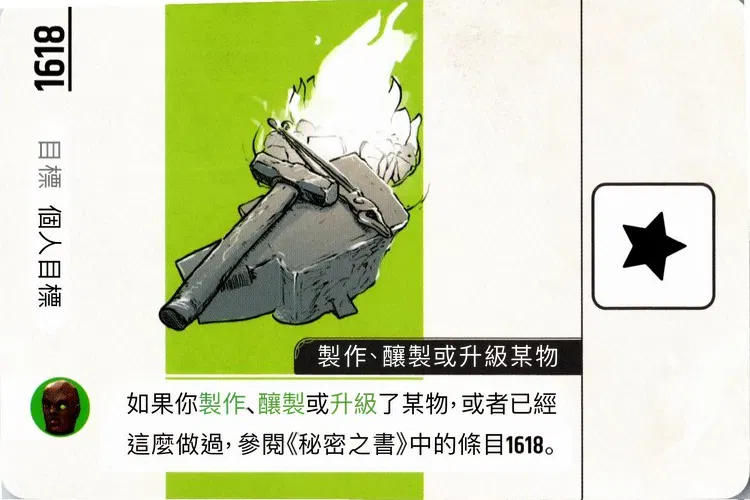 1618
目標 個人目標
製作、釀製或升級某物
如果你製作、釀製或升級了某物，或者已經
這麼做過，參閱《秘密之書》中的條目1618。